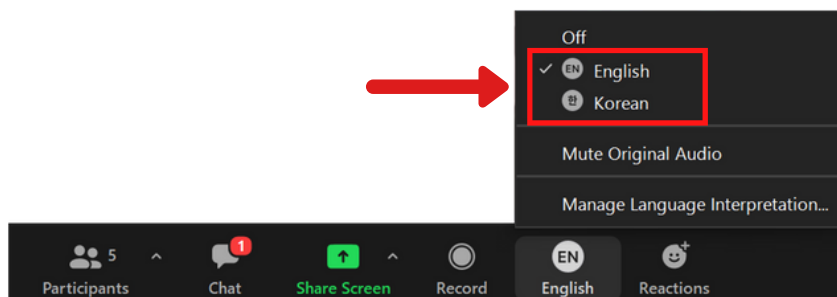 Off
EN English
한 Korean
Mute Original Audio
Manage Language Interpretation...
5
1
EN
Participants Chat Share Screen Record English Reactions